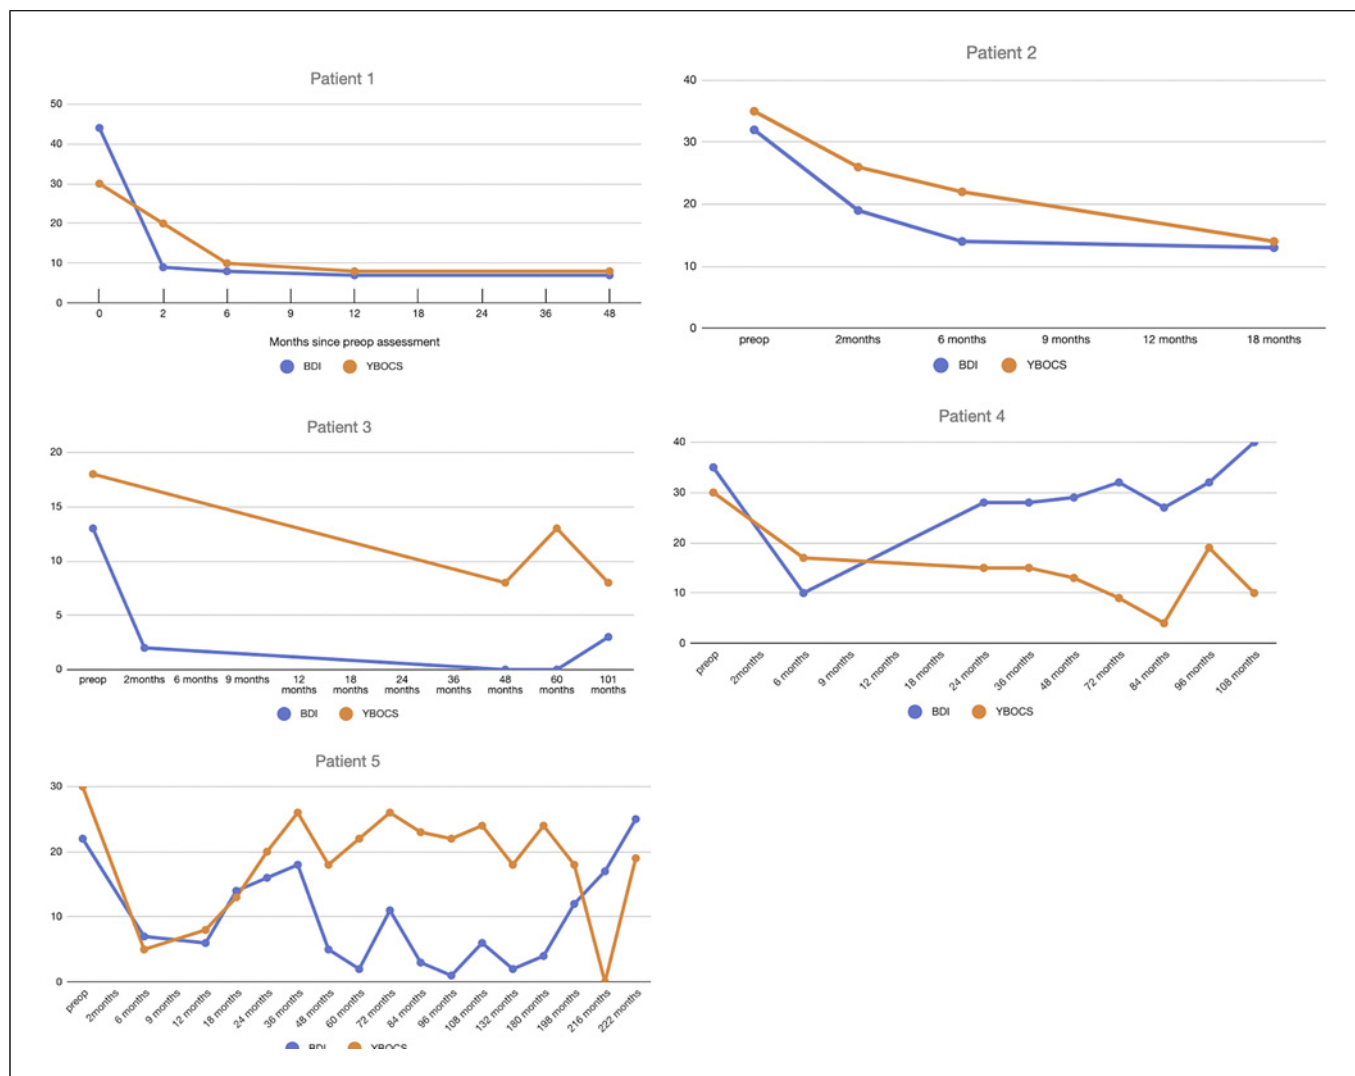 Patient 1
50
40
30
20
10
0
0 2 6 9 12 18 24 36 48
Months since preop assessment
BDI YBOCS
Patient 2
40
30
20
10
0
preop 2months 6 months 9 months 12 months 18 months
BDI YBOCS
Patient 3
20
15
10
5
0
preop 2months 6 months 9 months 12 months 18 months 24 months 36 months 48 months 60 months 101 months
BDI YBOCS
Patient 4
40
30
20
10
0
preop 2months 6 months 9 months 12 months 18 months 24 months 36 months 48 months 72 months 84 months 96 months 108 months
BDI YBOCS
Patient 5
30
20
10
0
preop 2months 6 months 9 months 12 months 18 months 24 months 36 months 48 months 60 months 72 months 84 months 96 months 108 months 132 months 180 months 198 months 216 months 222 months
BDI YBOCS